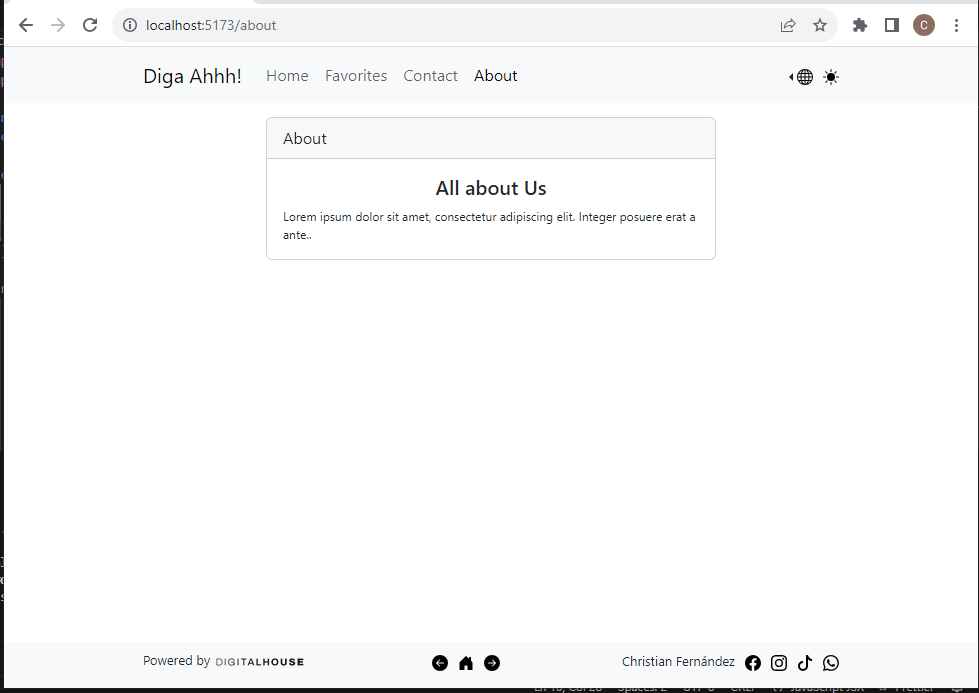 localhost:5173/about
C
Diga Ahhh! Home Favorites Contact About
About
All about Us
Lorem ipsum dolor sit amet, consectetur adipiscing elit. Integer posuere erat a
ante..
Powered by DIGITALHOUSE Christian Fernández